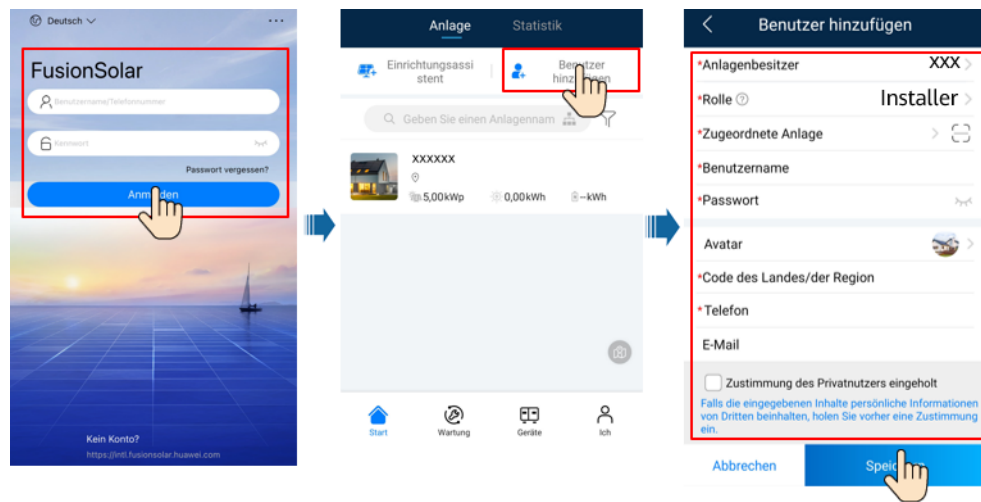 Deutsch
FusionSolar
Benutzername/Telefonnummer
Kennwort
Passwort vergessen?
Anmelden
Kein Konto?
https://intl.fusionsolar.huawei.com
Anlage Statistik
Einrichtungsassi
stent
Benutzer
hinzufügen
Geben Sie einen Anlagennam
XXXXXX
5,00kWp 0,00kWh --kWh
Start Wartung Geräte Ich
Benutzer hinzufügen
*Anlagenbesitzer XXX
*Rolle Installer
*Zugeordnete Anlage
*Benutzername
*Passwort
Avatar
*Code des Landes/der Region
*Telefon
E-Mail
Zustimmung des Privatnutzers eingeholt
Falls die eingegebenen Inhalte persönliche Informationen
von Dritten beinhalten, holen Sie vorher eine Zustimmung
ein.
Abbrechen